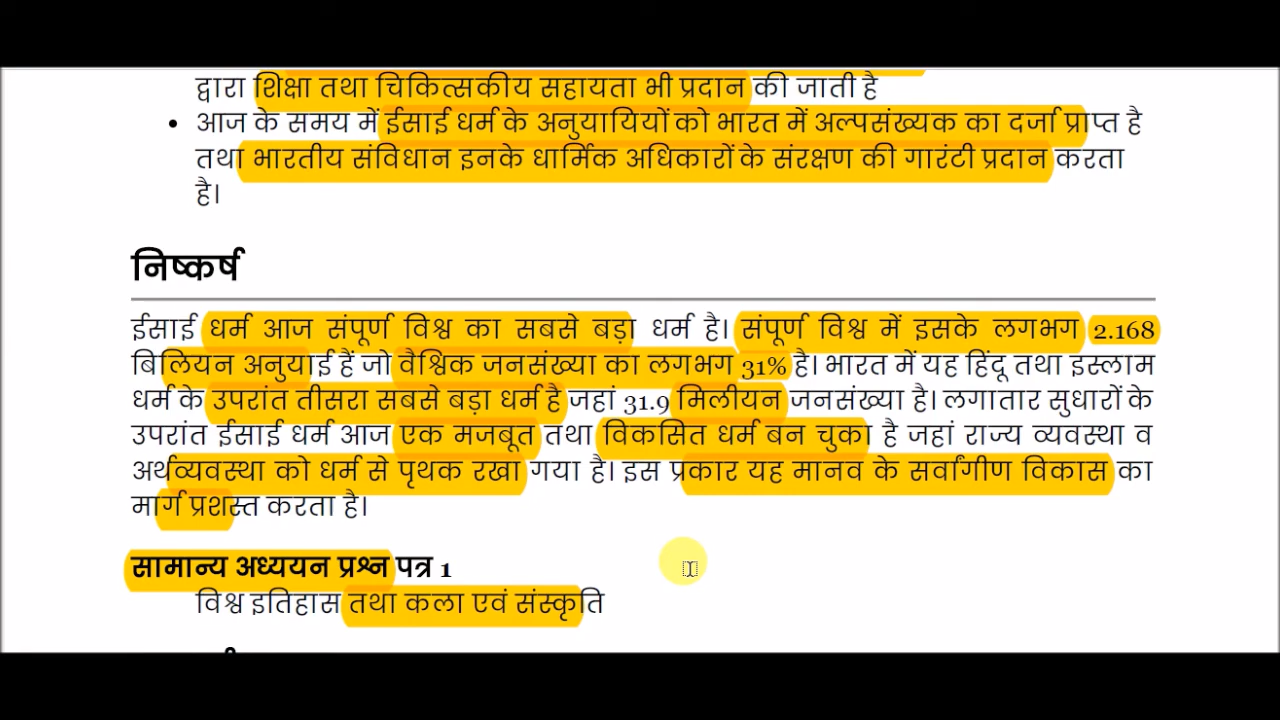 द्वारा शिक्षा तथा चिकित्सकीय सहायता भी प्रदान की जाती है
• आज के समय में ईसाई धर्म के अनुयायियों को भारत में अल्पसंख्यक का दर्जा प्राप्त है
तथा भारतीय संविधान इनके धार्मिक अधिकारों के संरक्षण की गारंटी प्रदान करता
है।
निष्कर्ष
ईसाई धर्म आज संपूर्ण विश्व का सबसे बड़ा धर्म है। संपूर्ण विश्व में इसके लगभग 2.168
बिलियन अनुयाई हैं जो वैश्विक जनसंख्या का लगभग 31% है। भारत में यह हिंदू तथा इस्लाम
धर्म के उपरांत तीसरा सबसे बड़ा धर्म है जहां 31.9 मिलीयन जनसंख्या है। लगातार सुधारों के
उपरांत ईसाई धर्म आज एक मजबूत तथा विकसित धर्म बन चुका है जहां राज्य व्यवस्था व
अर्थव्यवस्था को धर्म से पृथक रखा गया है। इस प्रकार यह मानव के सर्वांगीण विकास का
मार्ग प्रशस्त करता है।
सामान्य अध्ययन प्रश्न पत्र 1
विश्व इतिहास तथा कला एवं संस्कृति